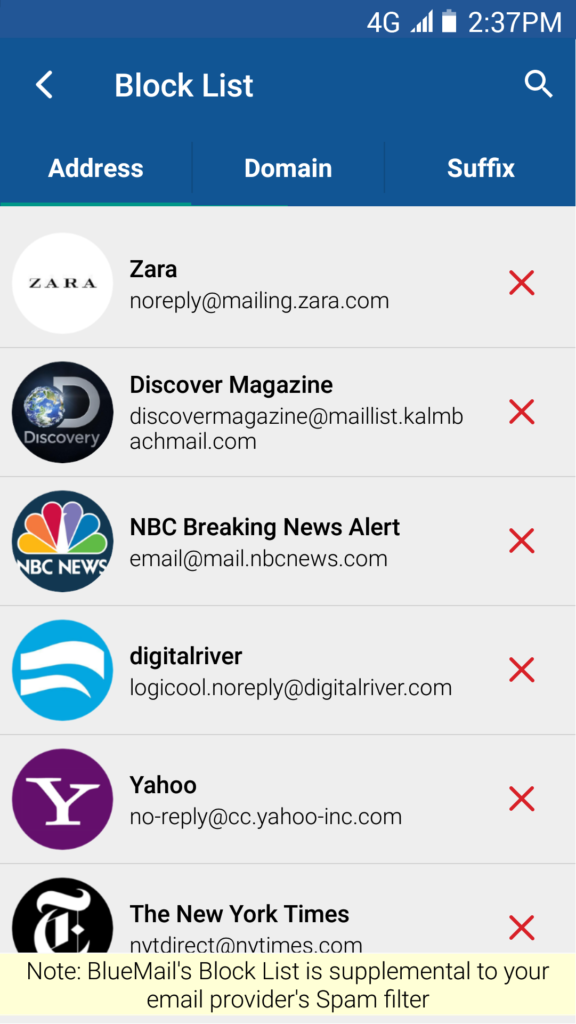 4G 2:37PM
Block List
Address Domain Suffix
ZARA
Zara
noreply@mailing.zara.com
Discovery
Discover Magazine
discovermagazine@maillist.kalmb
achmail.com
NBC NEWS
NBC Breaking News Alert
email@mail.nbcnews.com
digitalriver
logicool.noreply@digitalriver.com
Y
Yahoo
no-reply@cc.yahoo-inc.com
T
The New York Times
nytdirect@nytimes.com
Note: BlueMail's Block List is supplemental to your
email provider's Spam filter